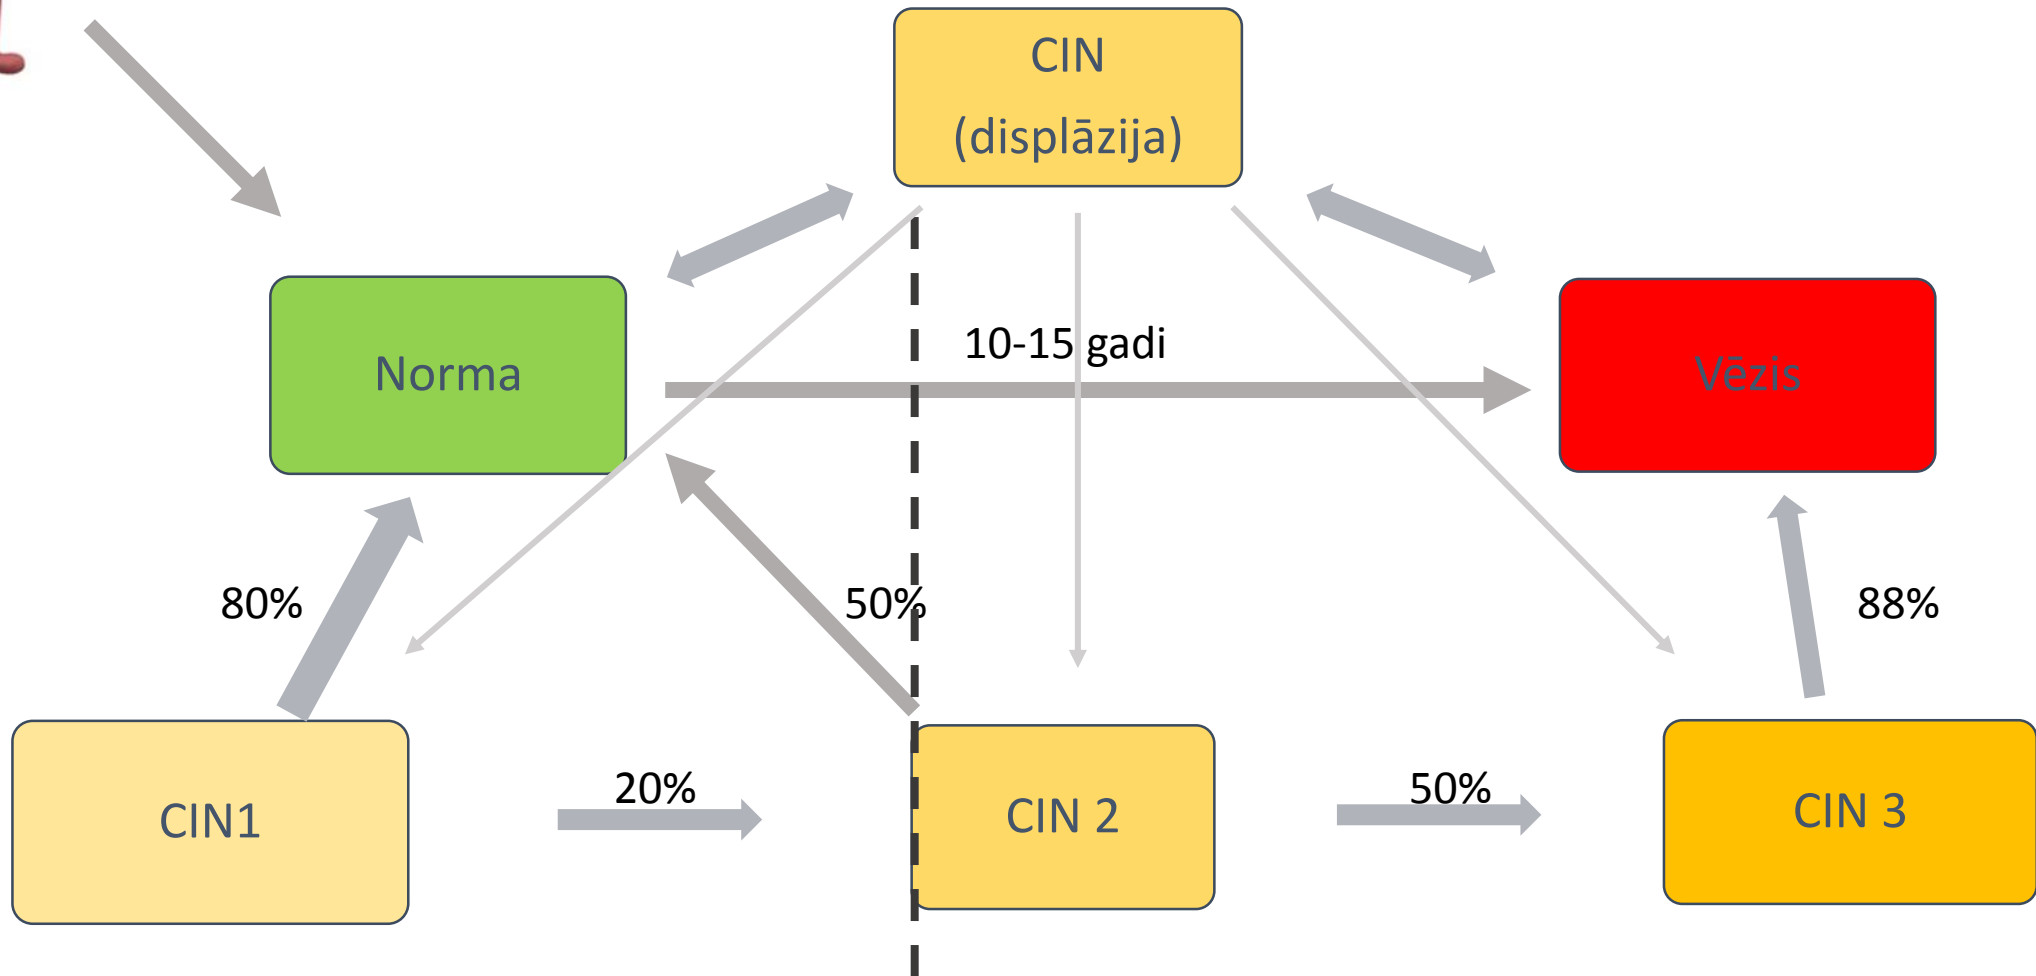 CIN
(displāzija)
10-15 gadi
Norma
Vēzis
80%
50%
88%
20%
50%
CIN1
CIN 2
CIN 3